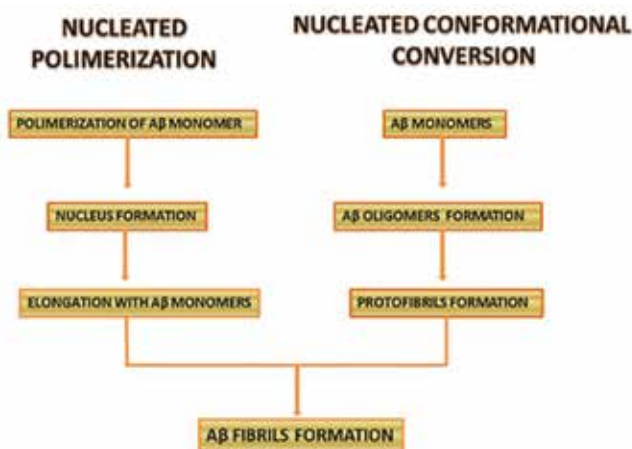 NUCLEATED
POLIMERIZATION
NUCLEATED CONFORMATIONAL
CONVERSION
POLIMERIZATION OF Aβ MONOMER
Aβ MONOMERS
NUCLEUS FORMATION
Aβ OLIGOMERS FORMATION
ELONGATION WITH Aβ MONOMERS
PROTOFIBRILS FORMATION
Aβ FIBRILS FORMATION